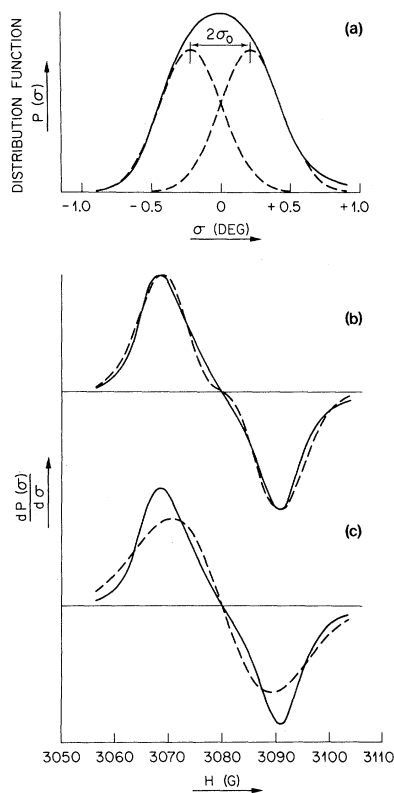 (a)
2σ₀
DISTRIBUTION FUNCTION
P (σ)
-1.0 -0.5 0 +0.5 +1.0
σ (DEG)
(b)
dP (σ)
dσ
(c)
3050 3060 3070 3080 3090 3100 3110
H (G)